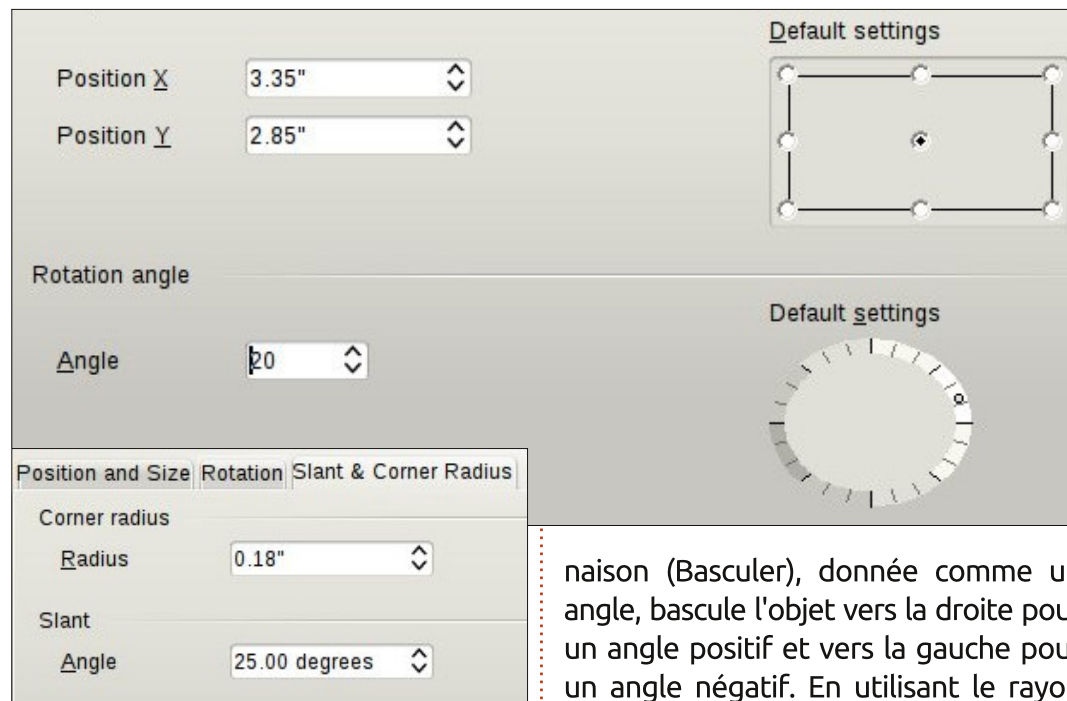 Default settings
Position X 3.35"
Position Y 2.85"
Rotation angle
Default settings
Angle 20
Position and Size Rotation Slant & Corner Radius
Corner radius
Radius 0.18"
Slant
Angle 25.00 degrees
naison (Basculer), donnée comme u
angle, bascule l'objet vers la droite pou
un angle positif et vers la gauche pou
un angle négatif. En utilisant le rayo